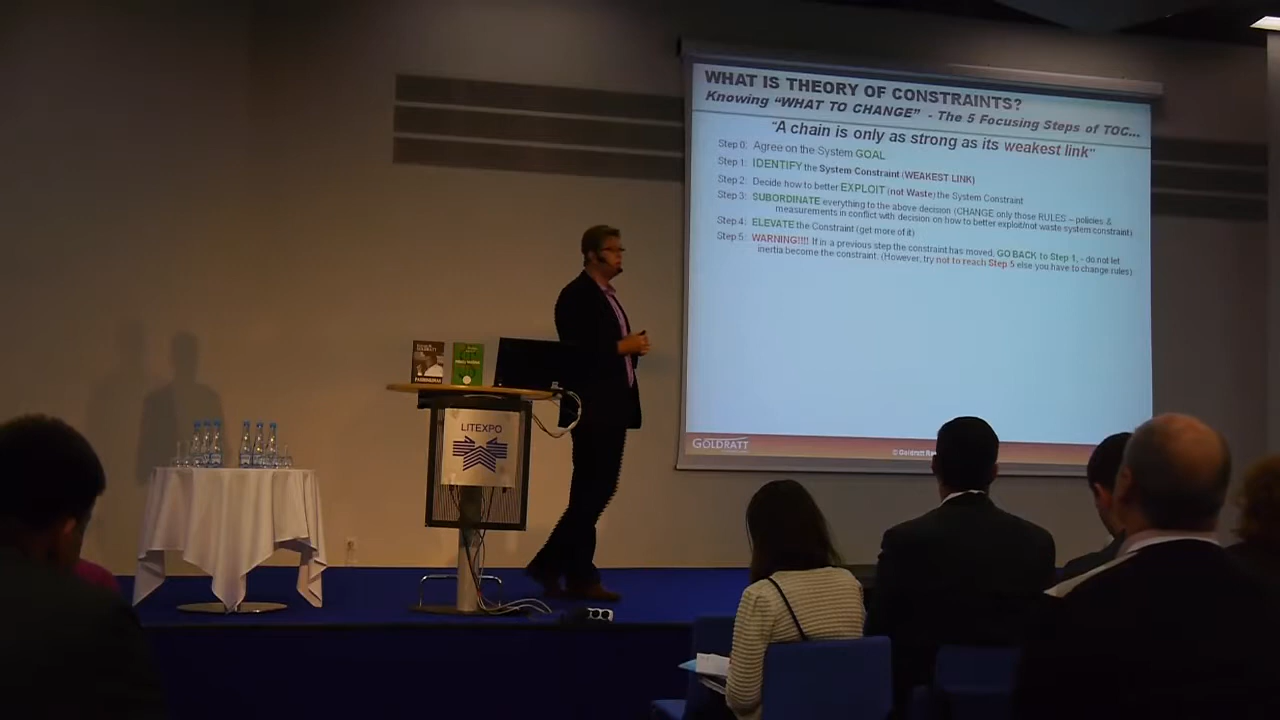 WHAT IS THEORY OF CONSTRAINTS?
Knowing "WHAT TO CHANGE" - The 5 Focusing Steps of TOC...
"A chain is only as strong as its weakest link"
Step 0: Agree on the System GOAL
Step 1: IDENTIFY the System Constraint (WEAKEST LINK)
Step 2: Decide how to better EXPLOIT (not Waste) the System Constraint
Step 3: SUBORDINATE everything to the above decision (CHANGE only those RULES – policies &
measurements in conflict with decision on how to better exploit/not waste system constraint)
Step 4: ELEVATE the Constraint (get more of it)
Step 5: WARNING!!!! If in a previous step the constraint has moved, GO BACK to Step 1, - do not let
inertia become the constraint. (However, try not to reach Step 5 else you have to change rules)
GOLDRATT
© Goldratt
GOLDRATT
LITEXPO